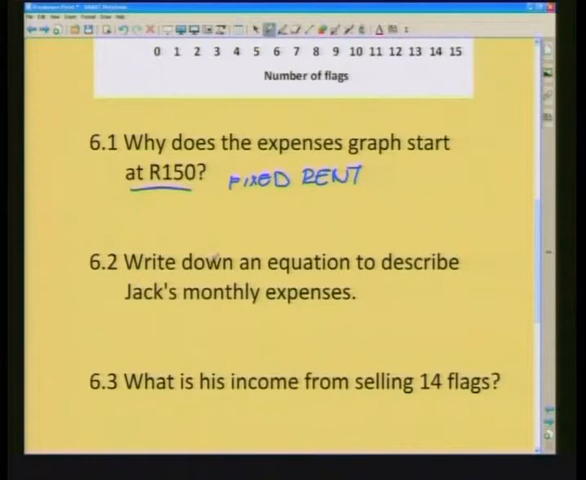 0 1 2 3 4 5 6 7 8 9 10 11 12 13 14 15
Number of flags
6.1 Why does the expenses graph start
at R150? FIXED RENT
6.2 Write down an equation to describe
Jack's monthly expenses.
6.3 What is his income from selling 14 flags?